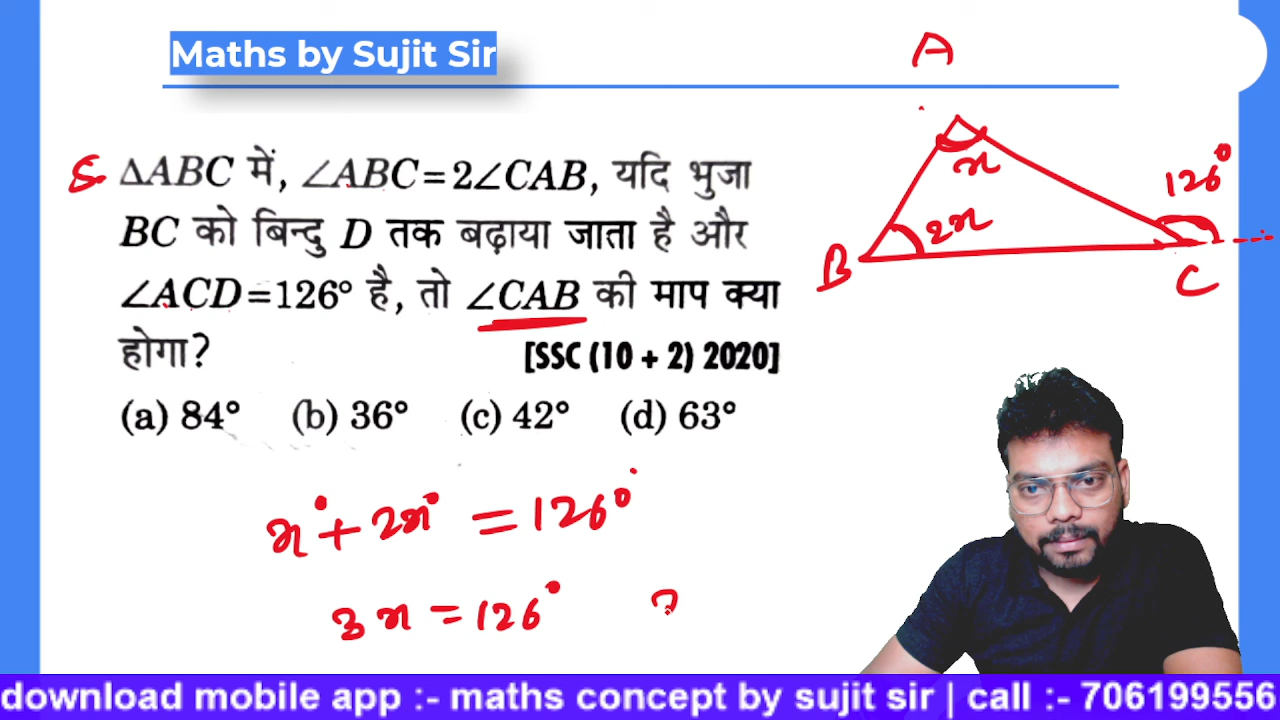 Maths by Sujit Sir
ΔABC में, ∠ABC=2∠CAB, यदि भुजा
BC को बिन्दु D तक बढ़ाया जाता है और
∠ACD=126° है, तो ∠CAB की माप क्या
होगा? [SSC (10 + 2) 2020]
(a) 84° (b) 36° (c) 42° (d) 63°
A
x
126°
2x
B
C
x° + 2x° = 126°
3x = 126°
download mobile app :- maths concept by sujit sir | call :- 706199556